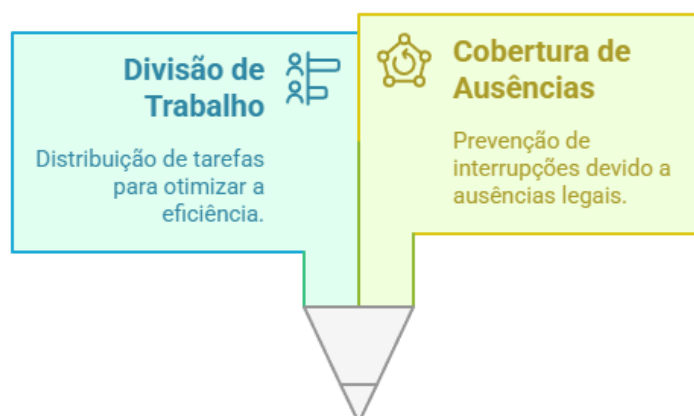 Divisão de
Trabalho
Distribuição de tarefas
para otimizar a
eficiência.
Cobertura de
Ausências
Prevenção de
interrupções devido a
ausências legais.